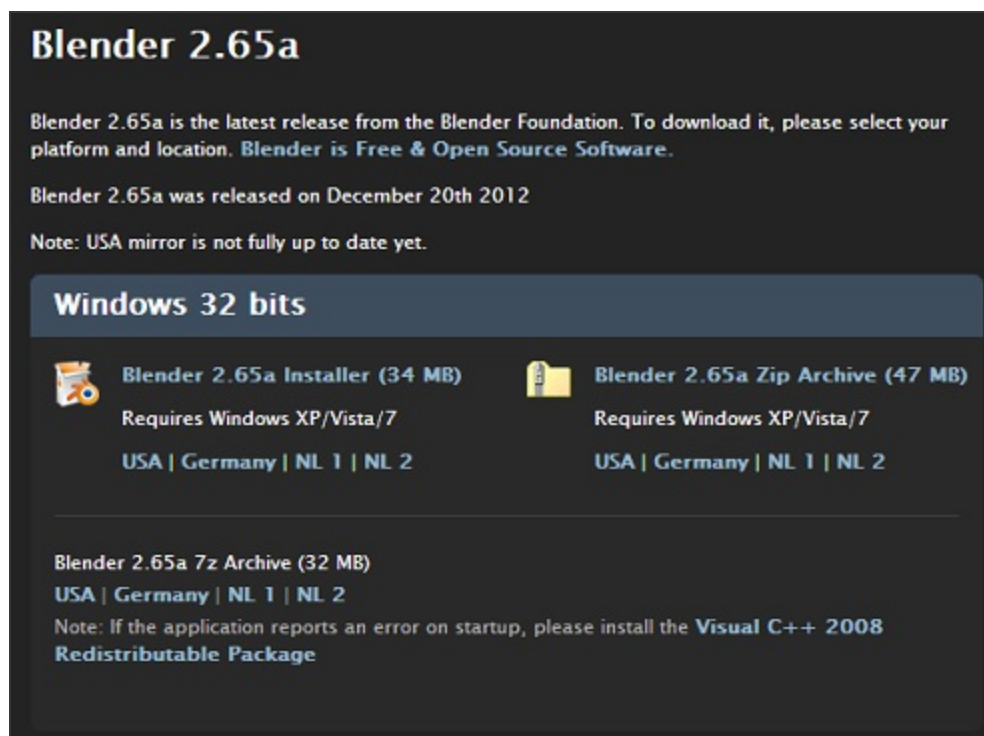 Blender 2.65a
Blender 2.65a is the latest release from the Blender Foundation. To download it, please select your
platform and location. Blender is Free & Open Source Software.
Blender 2.65a was released on December 20th 2012
Note: USA mirror is not fully up to date yet.
Windows 32 bits
Blender 2.65a Installer (34 MB)
Requires Windows XP/Vista/7
USA | Germany | NL 1 | NL 2
Blender 2.65a Zip Archive (47 MB)
Requires Windows XP/Vista/7
USA | Germany | NL 1 | NL 2
Blender 2.65a 7z Archive (32 MB)
USA | Germany | NL 1 | NL 2
Note: If the application reports an error on startup, please install the Visual C++ 2008
Redistributable Package